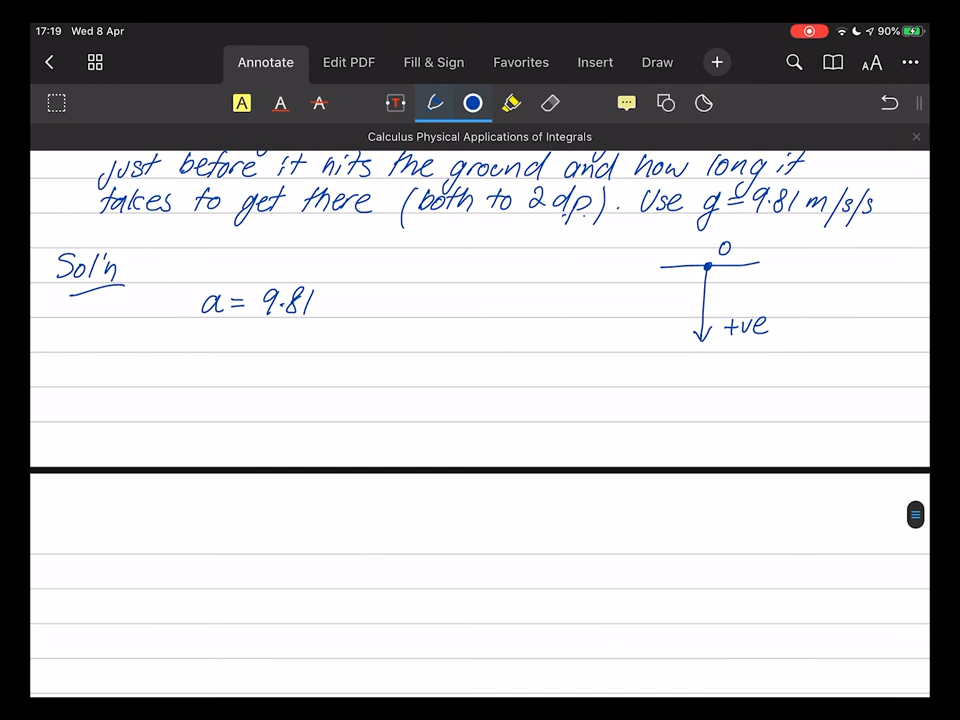 17:19 Wed 8 Apr 90%
Annotate Edit PDF Fill & Sign Favorites Insert Draw
Calculus Physical Applications of Integrals
just before it hits the ground and how long it
takes to get there (both to 2 dp). Use g = 9.81 m/s/s
Sol'n
O
a = 9.81
+ve